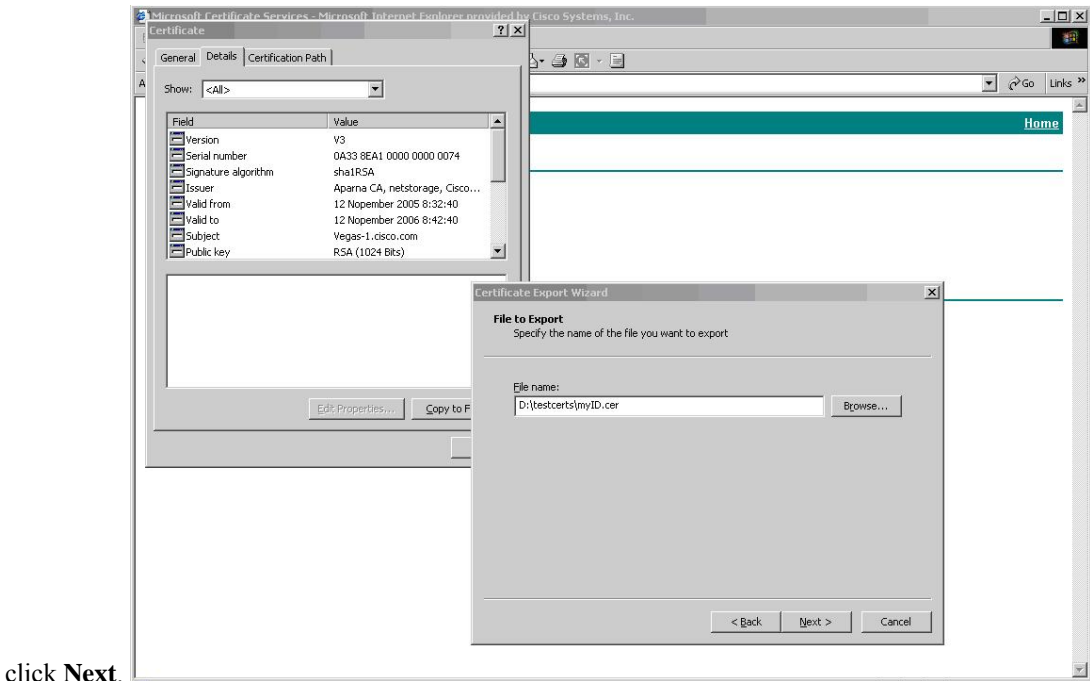 Microsoft Certificate Services - Microsoft Internet Explorer provided by Cisco Systems, Inc.
Certificate
General Details Certification Path
Go Links »
Show: <All>
Home
Field Value
Version V3
Serial number 0A33 8EA1 0000 0000 0074
Signature algorithm sha1RSA
Issuer Aparna CA, netstorage, Cisco...
Valid from 12 Nopember 2005 8:32:40
Valid to 12 Nopember 2006 8:42:40
Subject Vegas-1.cisco.com
Public key RSA (1024 Bits)
Edit Properties... Copy to F
Certificate Export Wizard
File to Export
Specify the name of the file you want to export
File name:
D:\testcerts\myID.cer Browse...
< Back Next > Cancel
click Next.